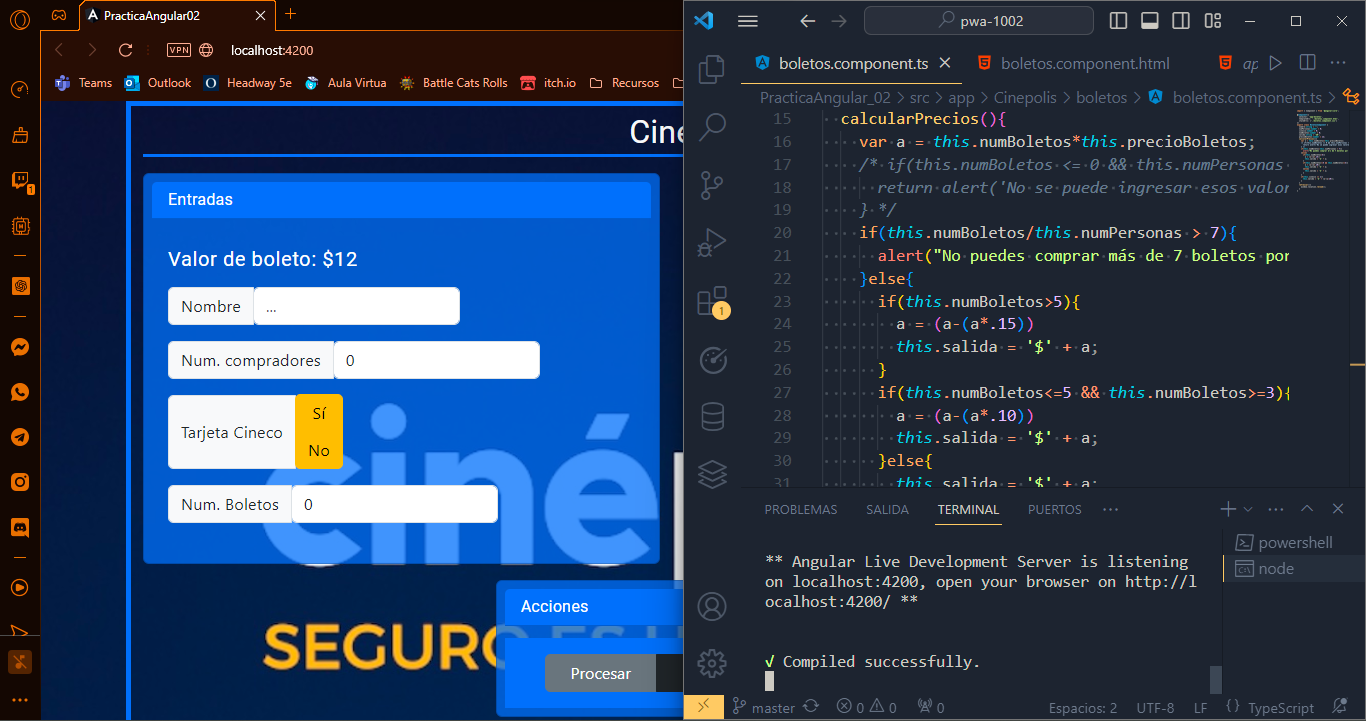 PracticaAngular02
VPN localhost:4200
Teams Outlook Headway 5e Aula Virtua Battle Cats Rolls itch.io Recursos
1
Cine
Entradas
Valor de boleto: $12
Nombre ...
Num. compradores 0
Tarjeta Cineco Sí
No
Num. Boletos 0
ciné
SEGURO
Acciones
Procesar
pwa-1002
boletos.component.ts boletos.component.html ap
PracticaAngular_02 > src > app > Cinepolis > boletos > boletos.component.ts >
15 calcularPrecios(){
16 var a = this.numBoletos*this.precioBoletos;
17 /* if(this.numBoletos <= 0 && this.numPersonas
18 return alert('No se puede ingresar esos valor
19 } */
20 if(this.numBoletos/this.numPersonas > 7){
21 alert("No puedes comprar más de 7 boletos por
22 }else{
23 if(this.numBoletos>5){
24 a = (a-(a*.15))
25 this.salida = '$' + a;
26 }
27 if(this.numBoletos<=5 && this.numBoletos>=3){
28 a = (a-(a*.10))
29 this.salida = '$' + a;
30 }else{
31 this.salida = '$' + a;
1
PROBLEMAS SALIDA TERMINAL PUERTOS
powershell
node
** Angular Live Development Server is listening
on localhost:4200, open your browser on http://l
ocalhost:4200/ **
√ Compiled successfully.
master 0 0 0 Espacios: 2 UTF-8 LF {} TypeScript